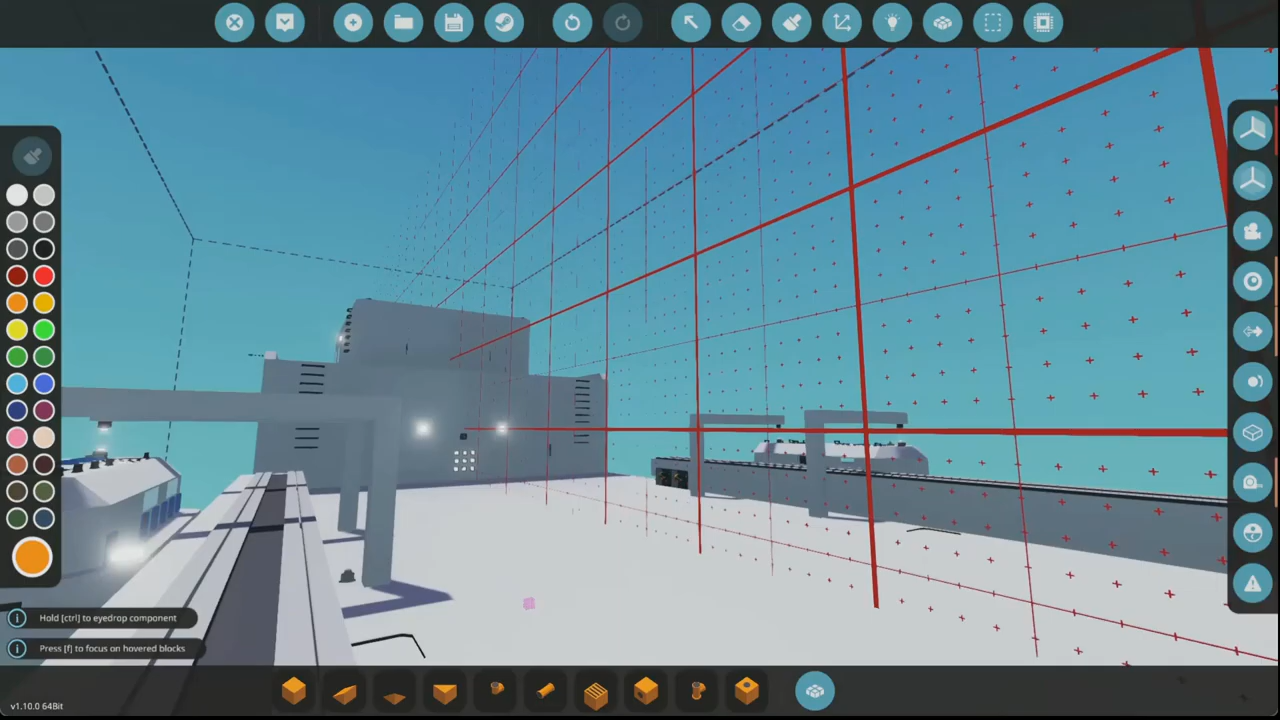 Hold [ctrl] to eyedrop component
Press [f] to focus on hovered blocks
v1.10.0 64Bit